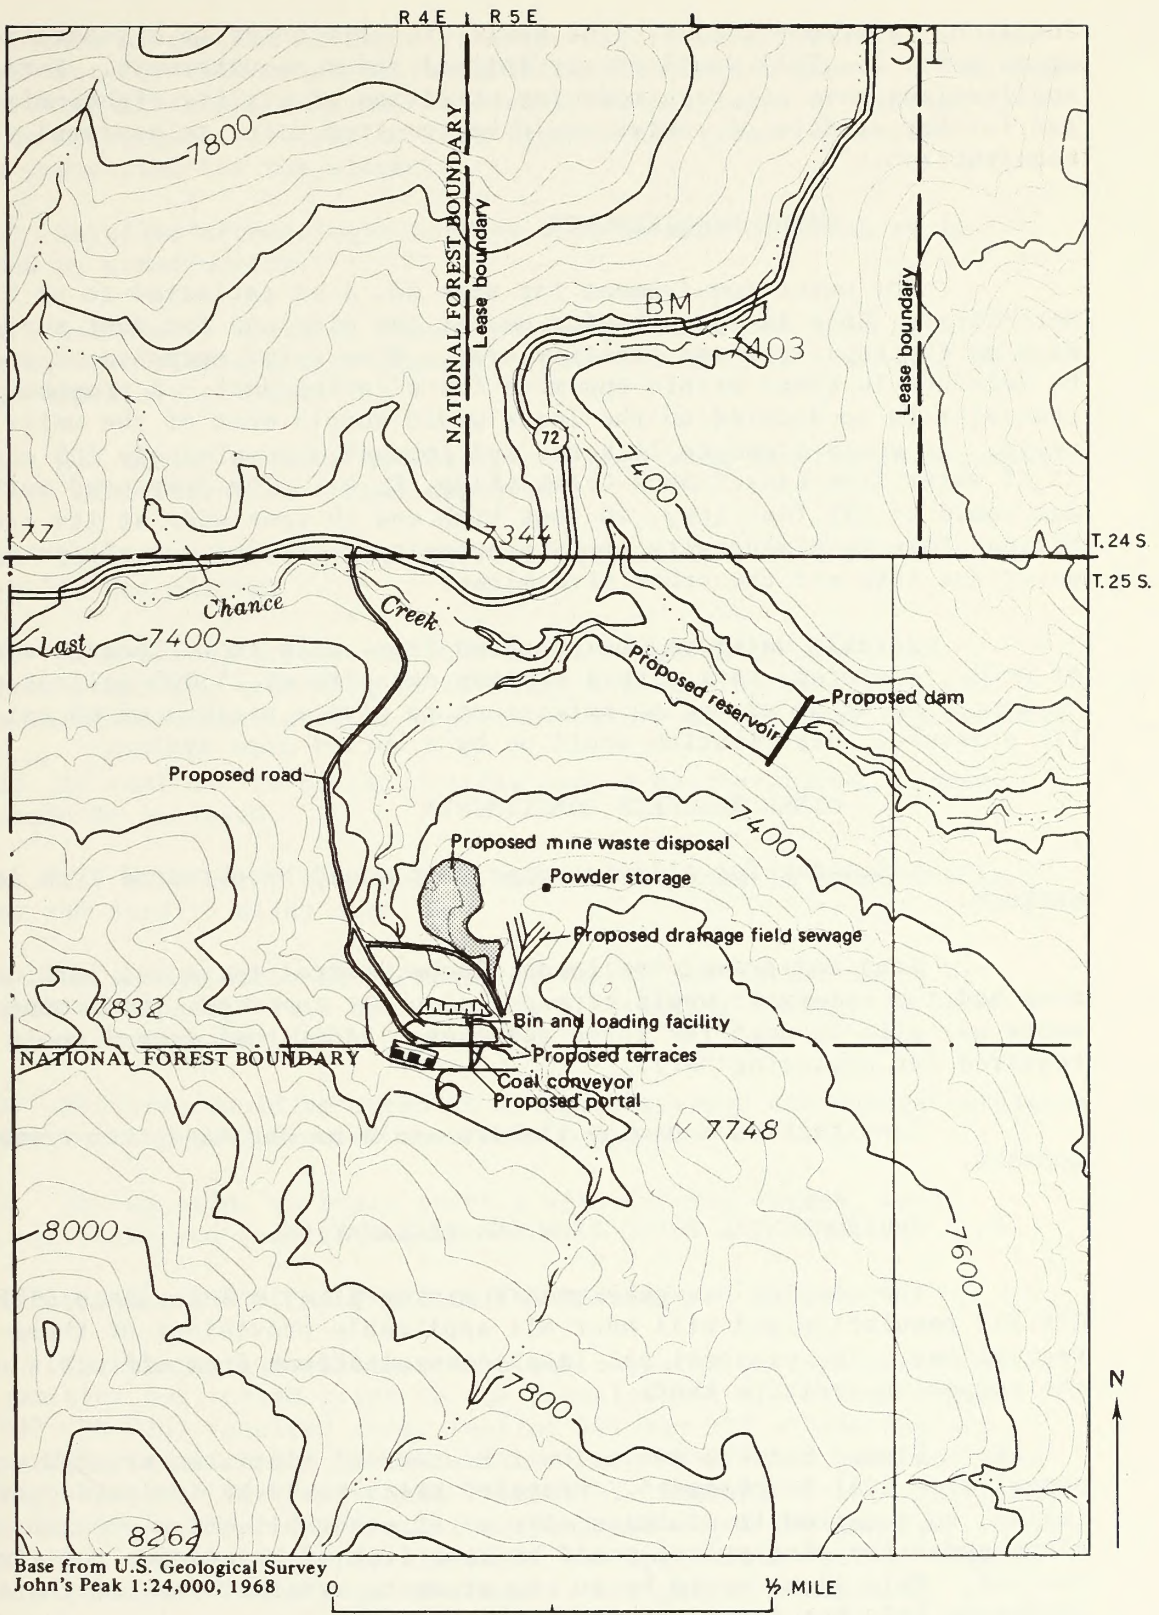 R 4 E R 5 E
31
7800
NATIONAL FOREST BOUNDARY
Lease boundary
Lease boundary
BM
7403
72
7400
77
7344
T. 24 S
T. 25 S.
Chance
Creek
Last
7400
Proposed reservoir
Proposed dam
Proposed road
7400
Proposed mine waste disposal
Powder storage
Proposed drainage field sewage
x 7832
Bin and loading facility
NATIONAL FOREST BOUNDARY
Proposed terraces
Coal conveyor
6
Proposed portal
x 7748
8000
7600
7800
N
8262
Base from U.S. Geological Survey
John's Peak 1:24,000, 1968
0 ½ MILE